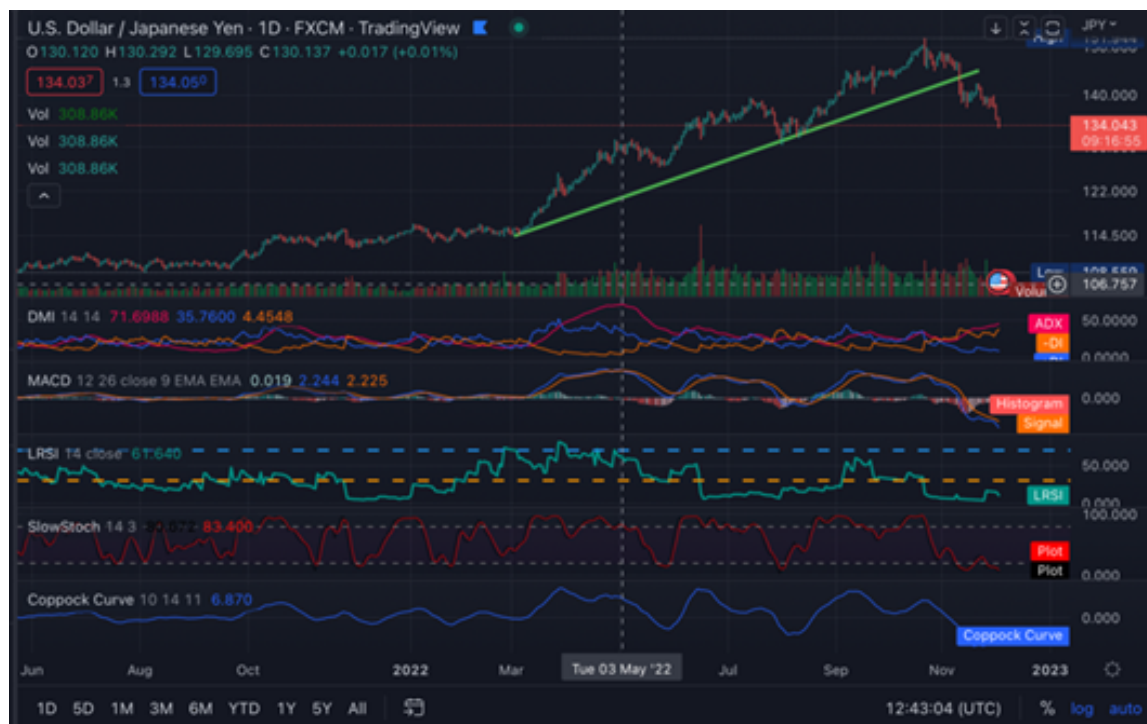 U.S. Dollar / Japanese Yen · 1D · FXCM · TradingView
O130.120 H130.292 L129.695 C130.137 +0.017 (+0.01%)
JPY
134.037 1.3 134.050
Vol 308.86K
Vol 308.86K
Vol 308.86K
140.000
134.043
09:16:55
122.000
114.500
106.757
DMI 14 14 71.6988 35.7600 4.4548
50.0000
ADX
-DI
0.0000
MACD 12 26 close 9 EMA EMA 0.019 2.244 2.225
0.000
Histogram
Signal
LRSI 14 close 61.640
50.000
LRSI
0.000
100.000
SlowStoch 14 3 83.400
Plot
Plot
0.000
Coppock Curve 10 14 11 6.870
0.000
Coppock Curve
Jun Aug Oct 2022 Mar Tue 03 May '22 Jul Sep Nov 2023
1D 5D 1M 3M 6M YTD 1Y 5Y All 12:43:04 (UTC) % log auto